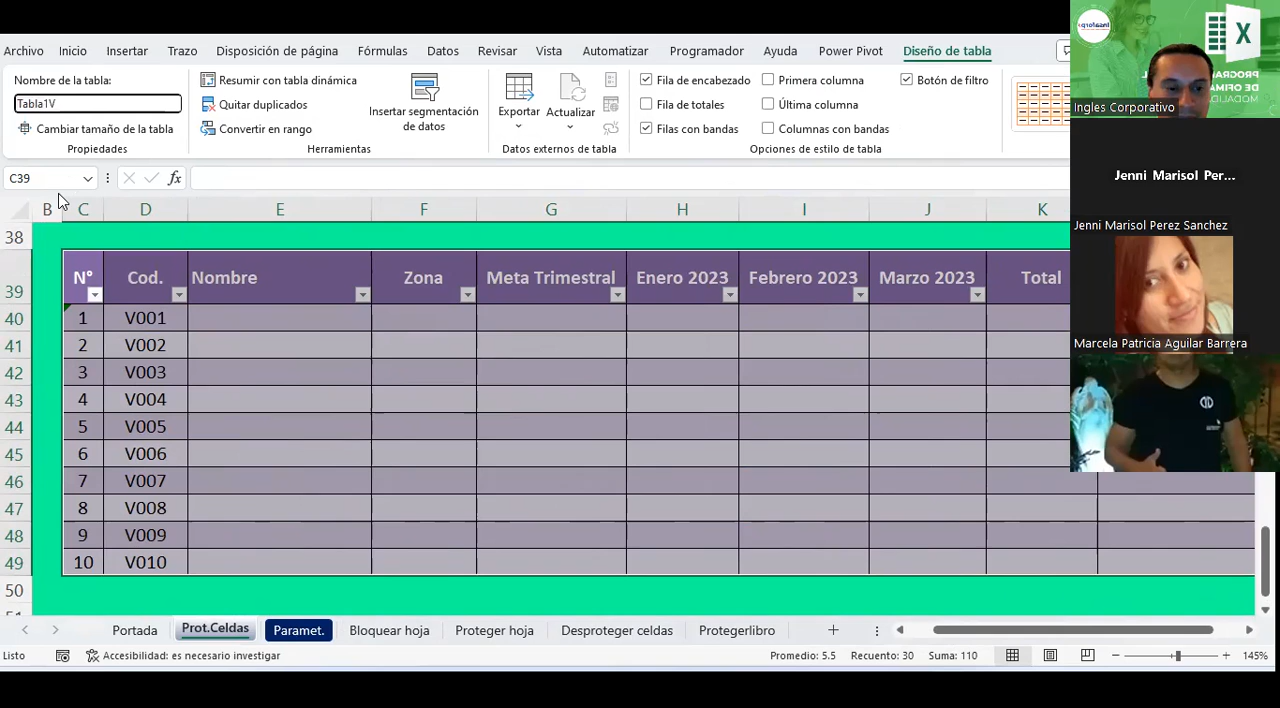 Archivo Inicio Insertar Trazo Disposición de página Fórmulas Datos Revisar Vista Automatizar Programador Ayuda Power Pivot Diseño de tabla
Nombre de la tabla:
Tabla1V
Cambiar tamaño de la tabla
Propiedades
Resumir con tabla dinámica
Quitar duplicados
Convertir en rango
Insertar segmentación
de datos
Herramientas
Exportar Actualizar
Datos externos de tabla
Fila de encabezado Primera columna Botón de filtro
Fila de totales Última columna
Filas con bandas Columnas con bandas
Opciones de estilo de tabla
C39 fx
B C D E F G H I J K
38
39 N° Cod. Nombre Zona Meta Trimestral Enero 2023 Febrero 2023 Marzo 2023 Total
40 1 V001
41 2 V002
42 3 V003
43 4 V004
44 5 V005
45 6 V006
46 7 V007
47 8 V008
48 9 V009
49 10 V010
50
Portada Prot.Celdas Paramet. Bloquear hoja Proteger hoja Desproteger celdas Protegerlibro
Listo Accesibilidad: es necesario investigar Promedio: 5.5 Recuento: 30 Suma: 110 145%
X
Ingles Corporativo
Jenni Marisol Per...
Jenni Marisol Perez Sanchez
Marcela Patricia Aguilar Barrera